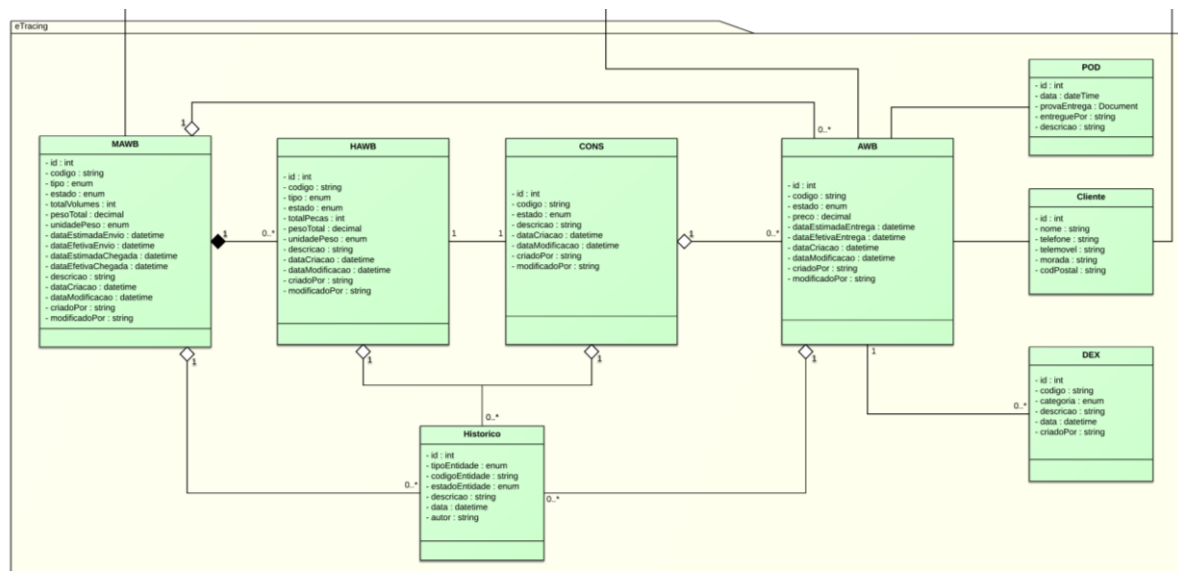 eTracing
MAWB
- id : int
- codigo : string
- tipo : enum
- estado : enum
- totalVolumes : int
- pesoTotal : decimal
- unidadePeso : enum
- dataEstimadaEnvio : datetime
- dataEfetivaEnvio : datetime
- dataEstimadaChegada : datetime
- dataEfetivaChegada : datetime
- descricao : string
- dataCriacao : datetime
- dataModificacao : datetime
- criadoPor : string
- modificadoPor : string
1
1
0..*
1
0..*
HAWB
- id : int
- codigo : string
- tipo : enum
- estado : enum
- totalPecas : int
- pesoTotal : decimal
- unidadePeso : enum
- descricao : string
- dataCriacao : datetime
- dataModificacao : datetime
- criadoPor : string
- modificadoPor : string
1
1
1
CONS
- id : int
- codigo : string
- estado : enum
- descricao : string
- dataCriacao : datetime
- dataModificacao : datetime
- criadoPor : string
- modificadoPor : string
1
0..*
1
0..*
AWB
- id : int
- codigo : string
- estado : enum
- preco : decimal
- dataEstimadaEntrega : datetime
- dataEfetivaEntrega : datetime
- dataCriacao : datetime
- dataModificacao : datetime
- criadoPor : string
- modificadoPor : string
1
1
0..*
POD
- id : int
- data : dateTime
- provaEntrega : Document
- entreguePor : string
- descricao : string
Cliente
- id : int
- nome : string
- telefone : string
- telemovel : string
- morada : string
- codPostal : string
DEX
- id : int
- codigo : string
- categoria : enum
- descricao : string
- data : datetime
- criadoPor : string
0..*
Historico
- id : int
- tipoEntidade : enum
- codigoEntidade : string
- estadoEntidade : enum
- descricao : string
- data : datetime
- autor : string
0..*
0..*